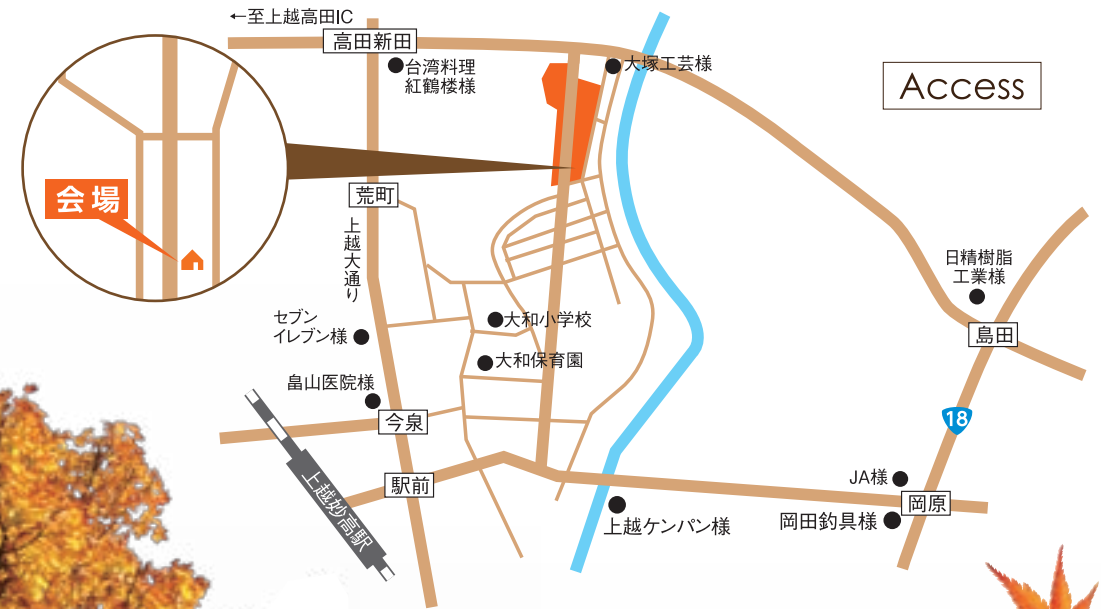 ←至上越高田IC
高田新田
台湾料理
紅鶴楼様
大塚工芸様
Access
会場
荒町
上越大通り
日精樹脂
工業様
セブン
イレブン様
大和小学校
島田
大和保育園
畠山医院様
18
今泉
駅前
上越妙高駅
JA様
岡原
岡田釣具様
上越ケンパン様